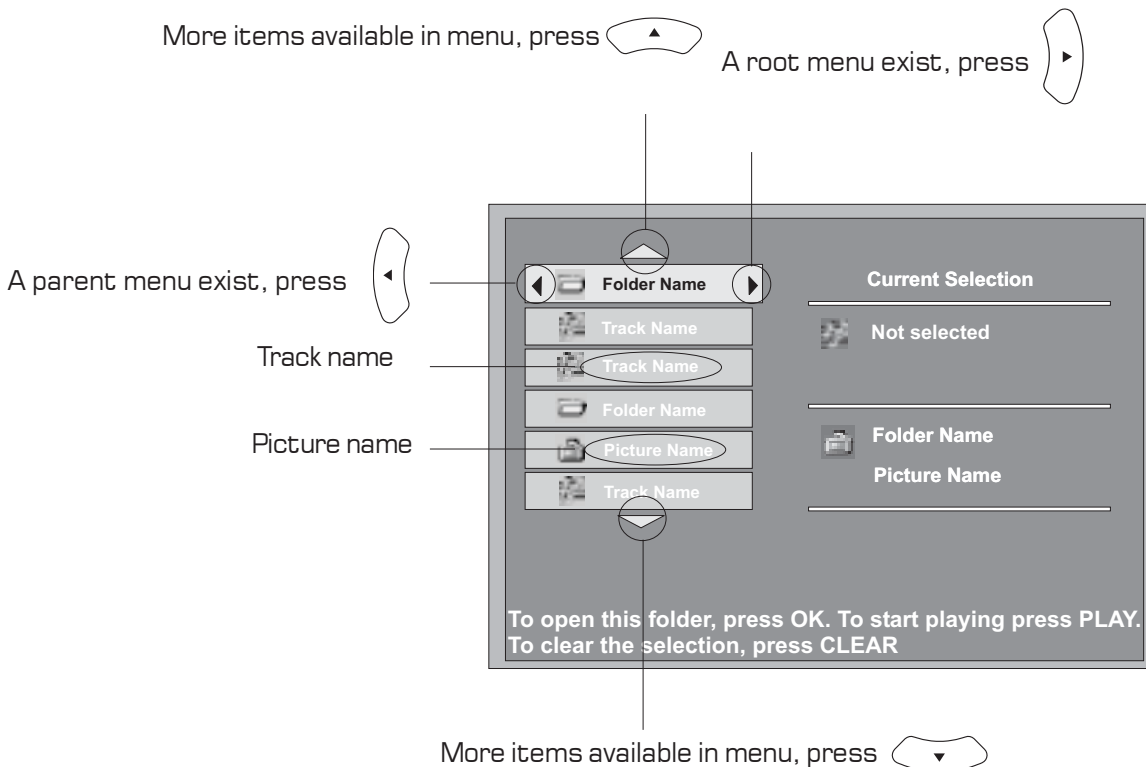 More items available in menu, press
A root menu exist, press
A parent menu exist, press
Folder Name
Current Selection
Track Name
Not selected
Track name
Track Name
Folder Name
Picture name
Picture Name
Folder Name
Picture Name
Track Name
To open this folder, press OK. To start playing press PLAY.
To clear the selection, press CLEAR
More items available in menu, press